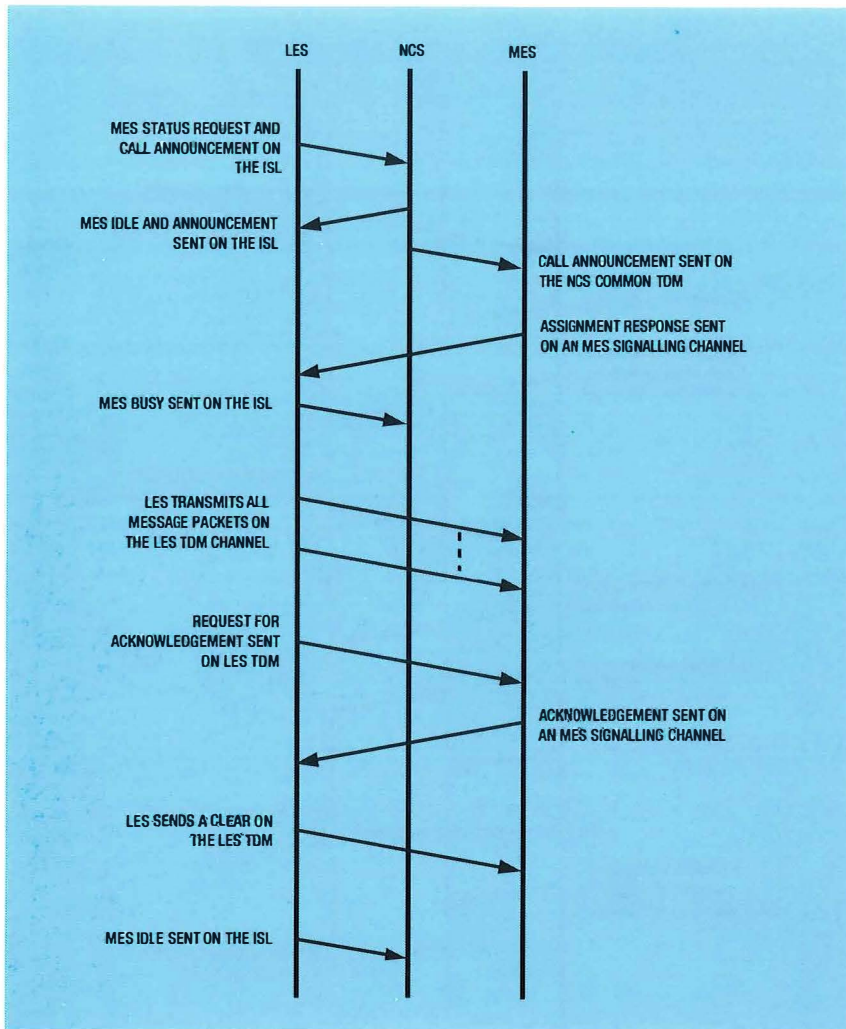 LES
NCS
MES
MES STATUS REQUEST AND
CALL ANNOUNCEMENT ON
THE ISL
MES IDLE AND ANNOUNCEMENT
SENT ON THE ISL
CALL ANNOUNCEMENT SENT ON
THE NCS COMMON TDM
ASSIGNMENT RESPONSE SENT
ON AN MES SIGNALLING CHANNEL
MES BUSY SENT ON THE ISL
LES TRANSMITS ALL
MESSAGE PACKETS ON
THE LES TDM CHANNEL
REQUEST FOR
ACKNOWLEDGEMENT SENT
ON LES TDM
ACKNOWLEDGEMENT SENT ON
AN MES SIGNALLING CHANNEL
LES SENDS A CLEAR ON
THE LES TDM
MES IDLE SENT ON THE ISL